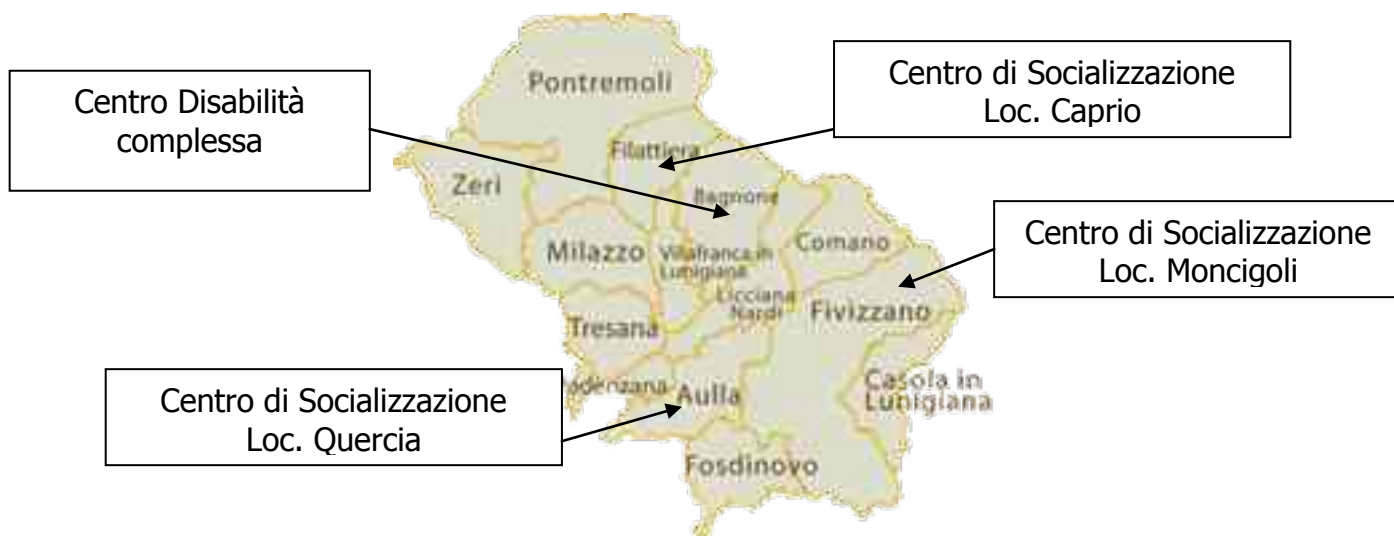 Centro Disabilità
complessa
Centro di Socializzazione
Loc. Caprio
Centro di Socializzazione
Loc. Moncigoli
Centro di Socializzazione
Loc. Quercia
Pontremoli
Filattiera
Zeri
Bagnone
Milazzo
Villafranca in
Lunigiana
Comano
Licciana
Nardi
Fivizzano
Tresana
Podenzana
Aulla
Casola in
Lunigiana
Fosdinovo